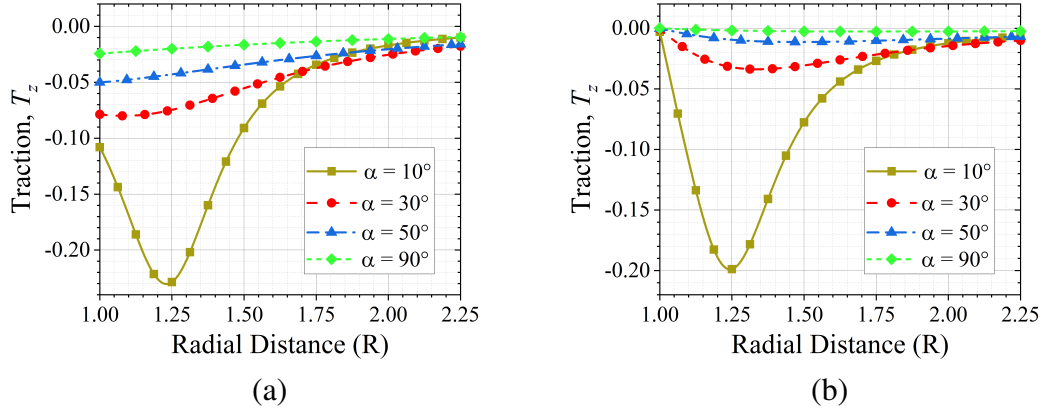 0.00
-0.05
-0.10
-0.15
-0.20
1.00 1.25 1.50 1.75 2.00 2.25
Traction, T_z
Radial Distance (R)
α = 10°
α = 30°
α = 50°
α = 90°
(a)
0.00
-0.05
-0.10
-0.15
-0.20
1.00 1.25 1.50 1.75 2.00 2.25
Traction, T_z
Radial Distance (R)
α = 10°
α = 30°
α = 50°
α = 90°
(b)